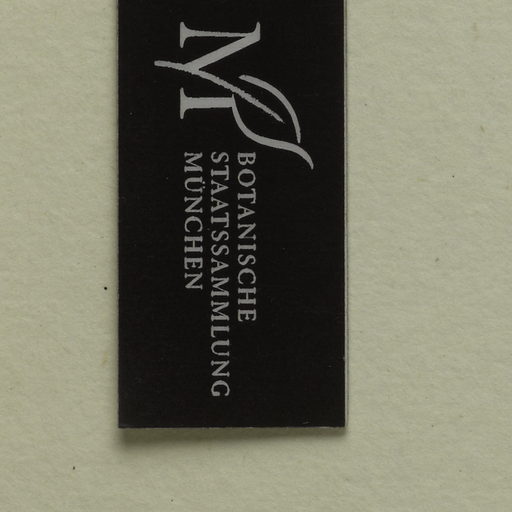 M
BOTANISCHE
STAATSSAMMLUNG
MÜNCHEN